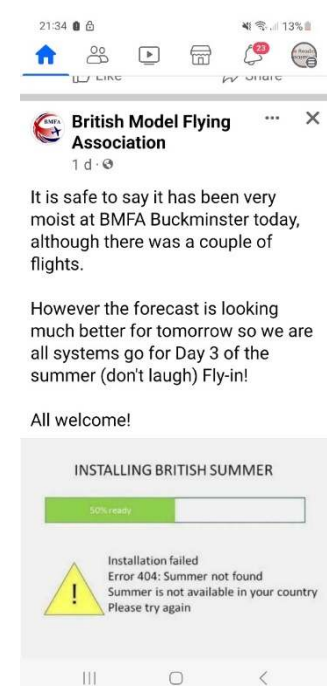 21:34
13%
23
Like
Share
BMFA
British Model Flying
Association
1 d
It is safe to say it has been very
moist at BMFA Buckminster today,
although there was a couple of
flights.
However the forecast is looking
much better for tomorrow so we are
all systems go for Day 3 of the
summer (don't laugh) Fly-in!
All welcome!
INSTALLING BRITISH SUMMER
50% ready
Installation failed
Error 404: Summer not found
Summer is not available in your country
Please try again